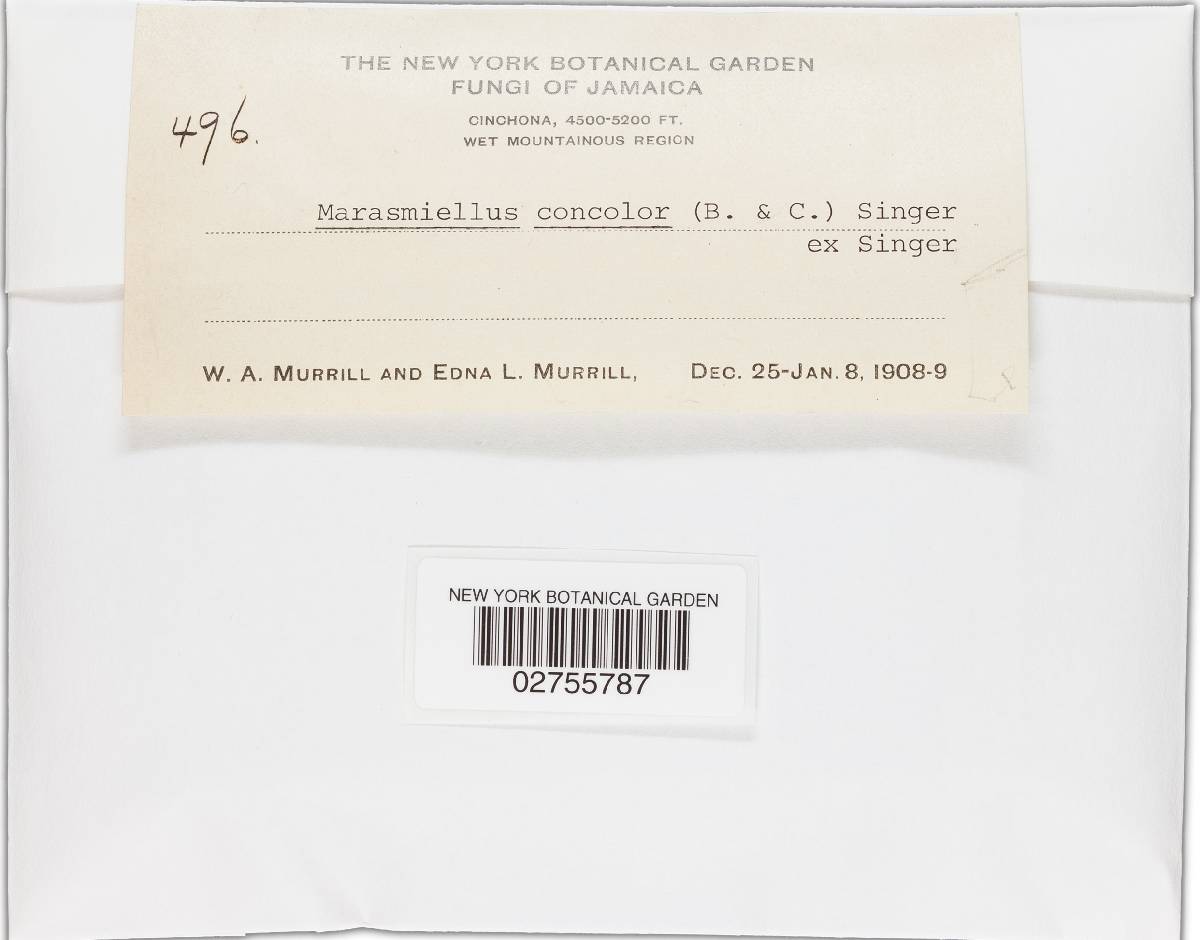 THE NEW YORK BOTANICAL GARDEN
FUNGI OF JAMAICA
CINCHONA, 4500-5200 FT.
WET MOUNTAINOUS REGION
496.
Marasmiellus concolor (B. & C.) Singer
ex Singer
W. A. MURRILL AND EDNA L. MURRILL, DEC. 25-JAN. 8, 1908-9
NEW YORK BOTANICAL GARDEN
02755787